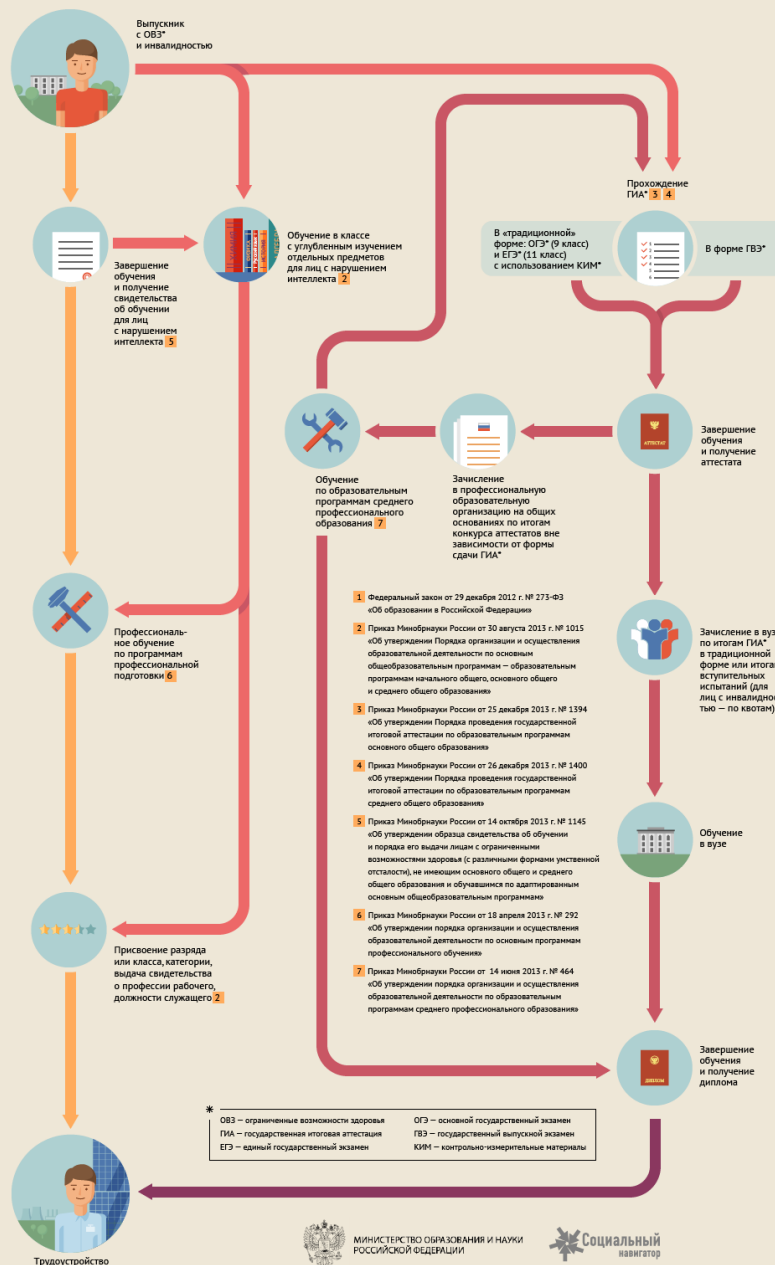 Выпускник
с ОВЗ*
и инвалидностью
Прохождение
ГИА* 3 4
В «традиционной»
форме: ОГЭ* (9 класс)
и ЕГЭ* (11 класс)
с использованием КИМ*
В форме ГВЭ*
Завершение
обучения
и получение
свидетельства
об обучении
для лиц
с нарушением
интеллекта 5
Обучение в классе
с углубленным изучением
отдельных предметов
для лиц с нарушением
интеллекта 2
АТТЕСТАТ
Завершение
обучения
и получение
аттестата
Зачисление
в профессиональную
образовательную
организацию на общих
основаниях по итогам
конкурса аттестатов вне
зависимости от формы
сдачи ГИА*
Обучение
по образовательным
программам среднего
профессионального
образования 7
Профессиональ-
ное обучение
по программам
профессиональной
подготовки 6
Зачисление в вуз
по итогам ГИА*
в традиционной
форме или итогам
вступительных
испытаний (для
лиц с инвалиднос
тью — по квотам)
1 Федеральный закон от 29 декабря 2012 г. № 273-ФЗ
«Об образовании в Российской Федерации»
2 Приказ Минобрнауки России от 30 августа 2013 г. № 1015
«Об утверждении Порядка организации и осуществления
образовательной деятельности по основным
общеобразовательным программам — образовательным
программам начального общего, основного общего
и среднего общего образования»
3 Приказ Минобрнауки России от 25 декабря 2013 г. № 1394
«Об утверждении Порядка проведения государственной
итоговой аттестации по образовательным программам
основного общего образования»
4 Приказ Минобрнауки России от 26 декабря 2013 г. № 1400
«Об утверждении Порядка проведения государственной
итоговой аттестации по образовательным программам
среднего общего образования»
5 Приказ Минобрнауки России от 14 октября 2013 г. № 1145
«Об утверждении образца свидетельства об обучении
и порядка его выдачи лицам с ограниченными
возможностями здоровья (с различными формами умственной
отсталости), не имеющим основного общего и среднего
общего образования и обучавшимся по адаптированным
основным общеобразовательным программам»
6 Приказ Минобрнауки России от 18 апреля 2013 г. № 292
«Об утверждении порядка организации и осуществления
образовательной деятельности по основным программам
профессионального обучения»
7 Приказ Минобрнауки России от 14 июня 2013 г. № 464
«Об утверждении порядка организации и осуществления
образовательной деятельности по образовательным
программам среднего профессионального образования»
Обучение
в вузе
Присвоение разряда
или класса, категории,
выдача свидетельства
о профессии рабочего,
должности служащего 2
ДИПЛОМ
Завершение
обучения
и получение
диплома
*
ОВЗ — ограниченные возможности здоровья
ГИА — государственная итоговая аттестация
ЕГЭ — единый государственный экзамен
ОГЭ — основной государственный экзамен
ГВЭ — государственный выпускной экзамен
КИМ — контрольно-измерительные материалы
Трудоустройство
МИНИСТЕРСТВО ОБРАЗОВАНИЯ И НАУКИ
РОССИЙСКОЙ ФЕДЕРАЦИИ
Социальный
навигатор